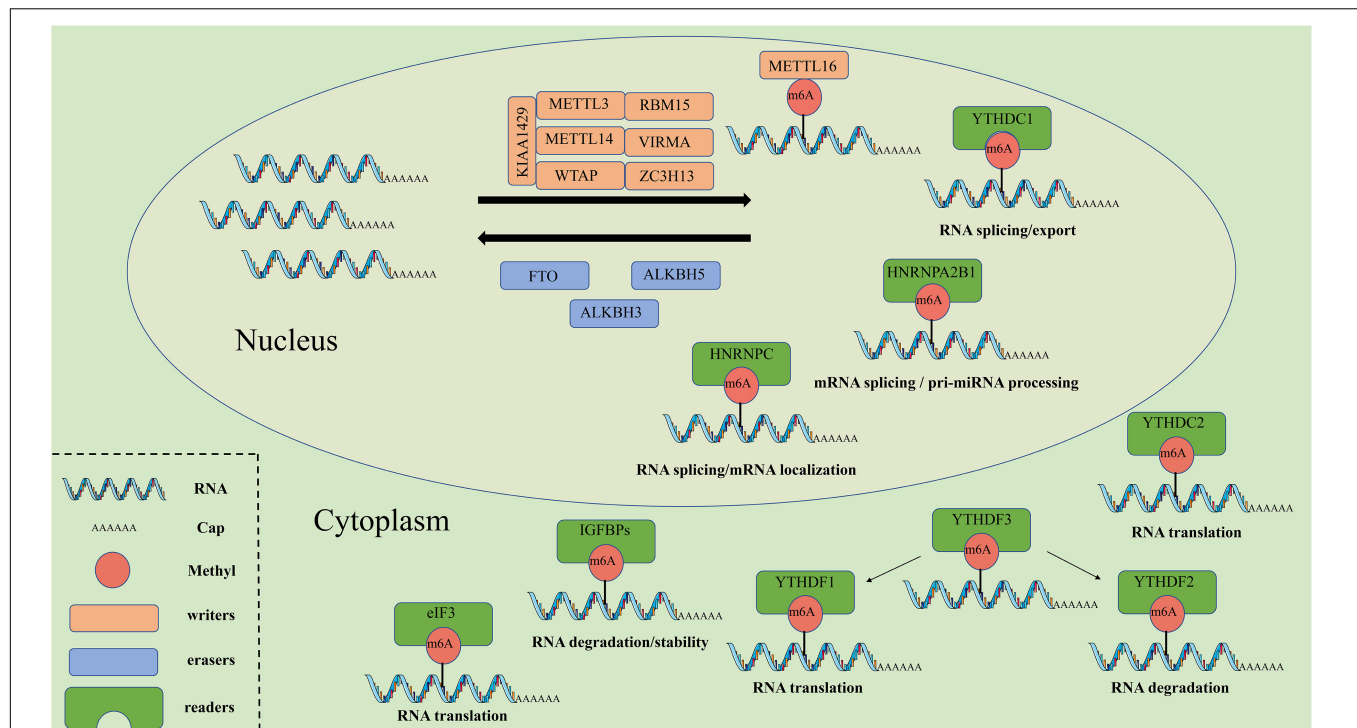 METTL16
m6A
AAAAAA
KIAA1429
METTL3
RBM15
METTL14
VIRMA
WTAP
ZC3H13
YTHDC1
m6A
AAAAAA
RNA splicing/export
AAAAAA
AAAAAA
AAAAAA
FTO
ALKBH5
ALKBH3
HNRNPA2B1
m6A
AAAAAA
mRNA splicing / pri-miRNA processing
Nucleus
HNRNPC
m6A
AAAAAA
RNA splicing/mRNA localization
YTHDC2
m6A
AAAAAA
RNA translation
Cytoplasm
IGFBPs
m6A
AAAAAA
RNA degradation/stability
YTHDF3
m6A
AAAAAA
YTHDF1
m6A
AAAAAA
RNA translation
YTHDF2
m6A
AAAAAA
RNA degradation
eIF3
m6A
AAAAAA
RNA translation
RNA
AAAAAA
Cap
Methyl
writers
erasers
readers